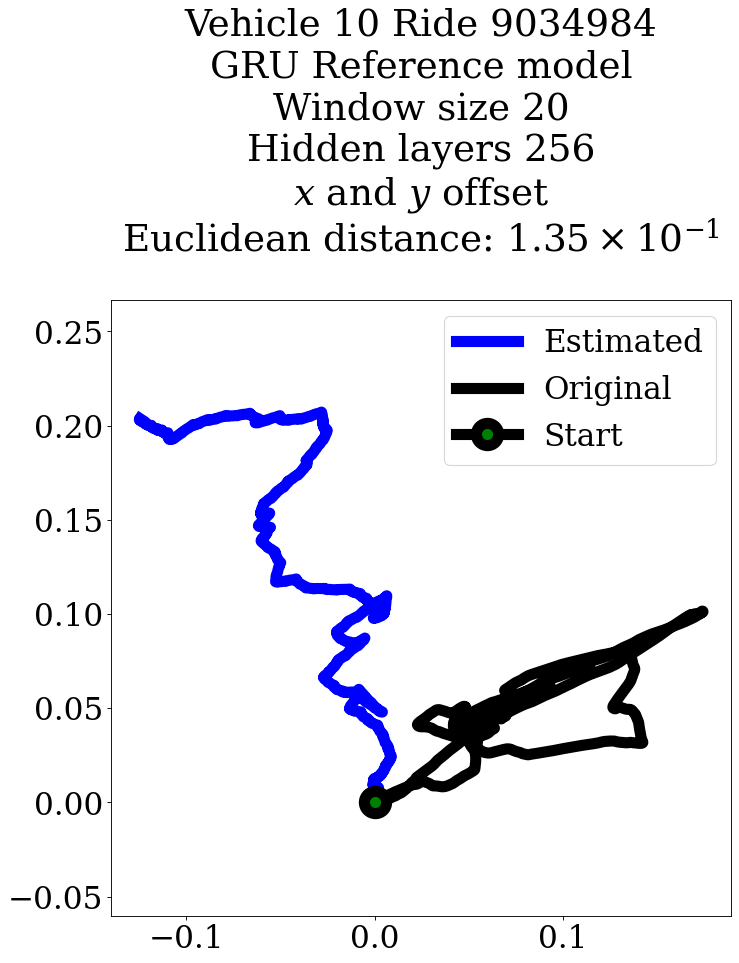 Vehicle 10 Ride 9034984
GRU Reference model
Window size 20
Hidden layers 256
x and y offset
Euclidean distance: 1.35 × 10⁻¹
Estimated
Original
Start
0.25
0.20
0.15
0.10
0.05
0.00
−0.05
−0.1 0.0 0.1